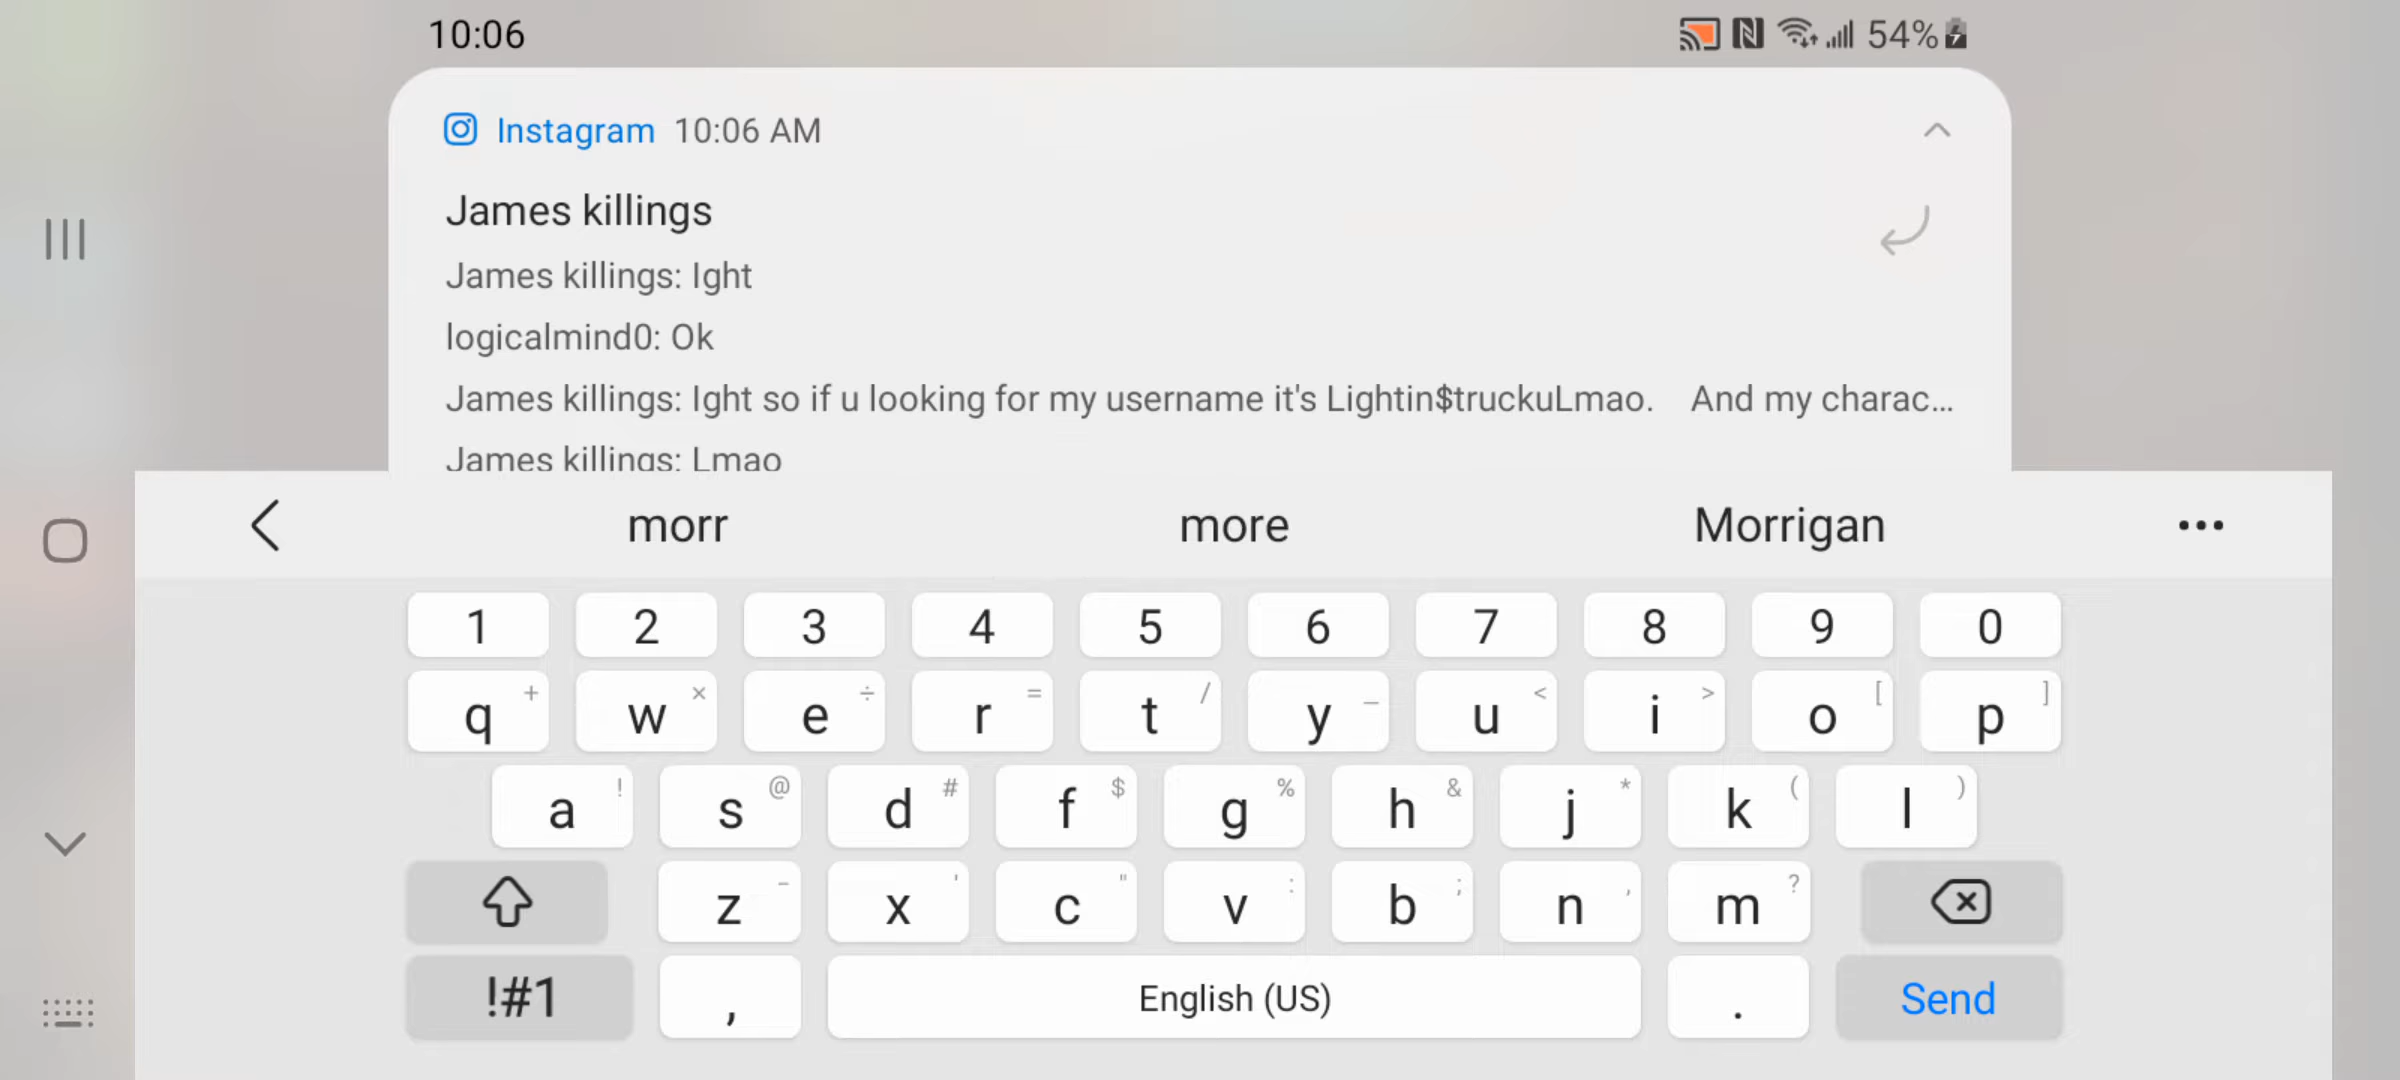 10:06
54%
Instagram 10:06 AM
James killings
James killings: Ight
logicalmind0: Ok
James killings: Ight so if u looking for my username it's Lightin$truckuLmao. And my charac...
James killings: Lmao
morr more Morrigan
1 2 3 4 5 6 7 8 9 0
q + w × e ÷ r = t / y _ u < i > o [ p ]
a ! s @ d # f $ g % h & j * k ( l )
z - x ' c " v : b ; n , m ?
!#1 , English (US) . Send